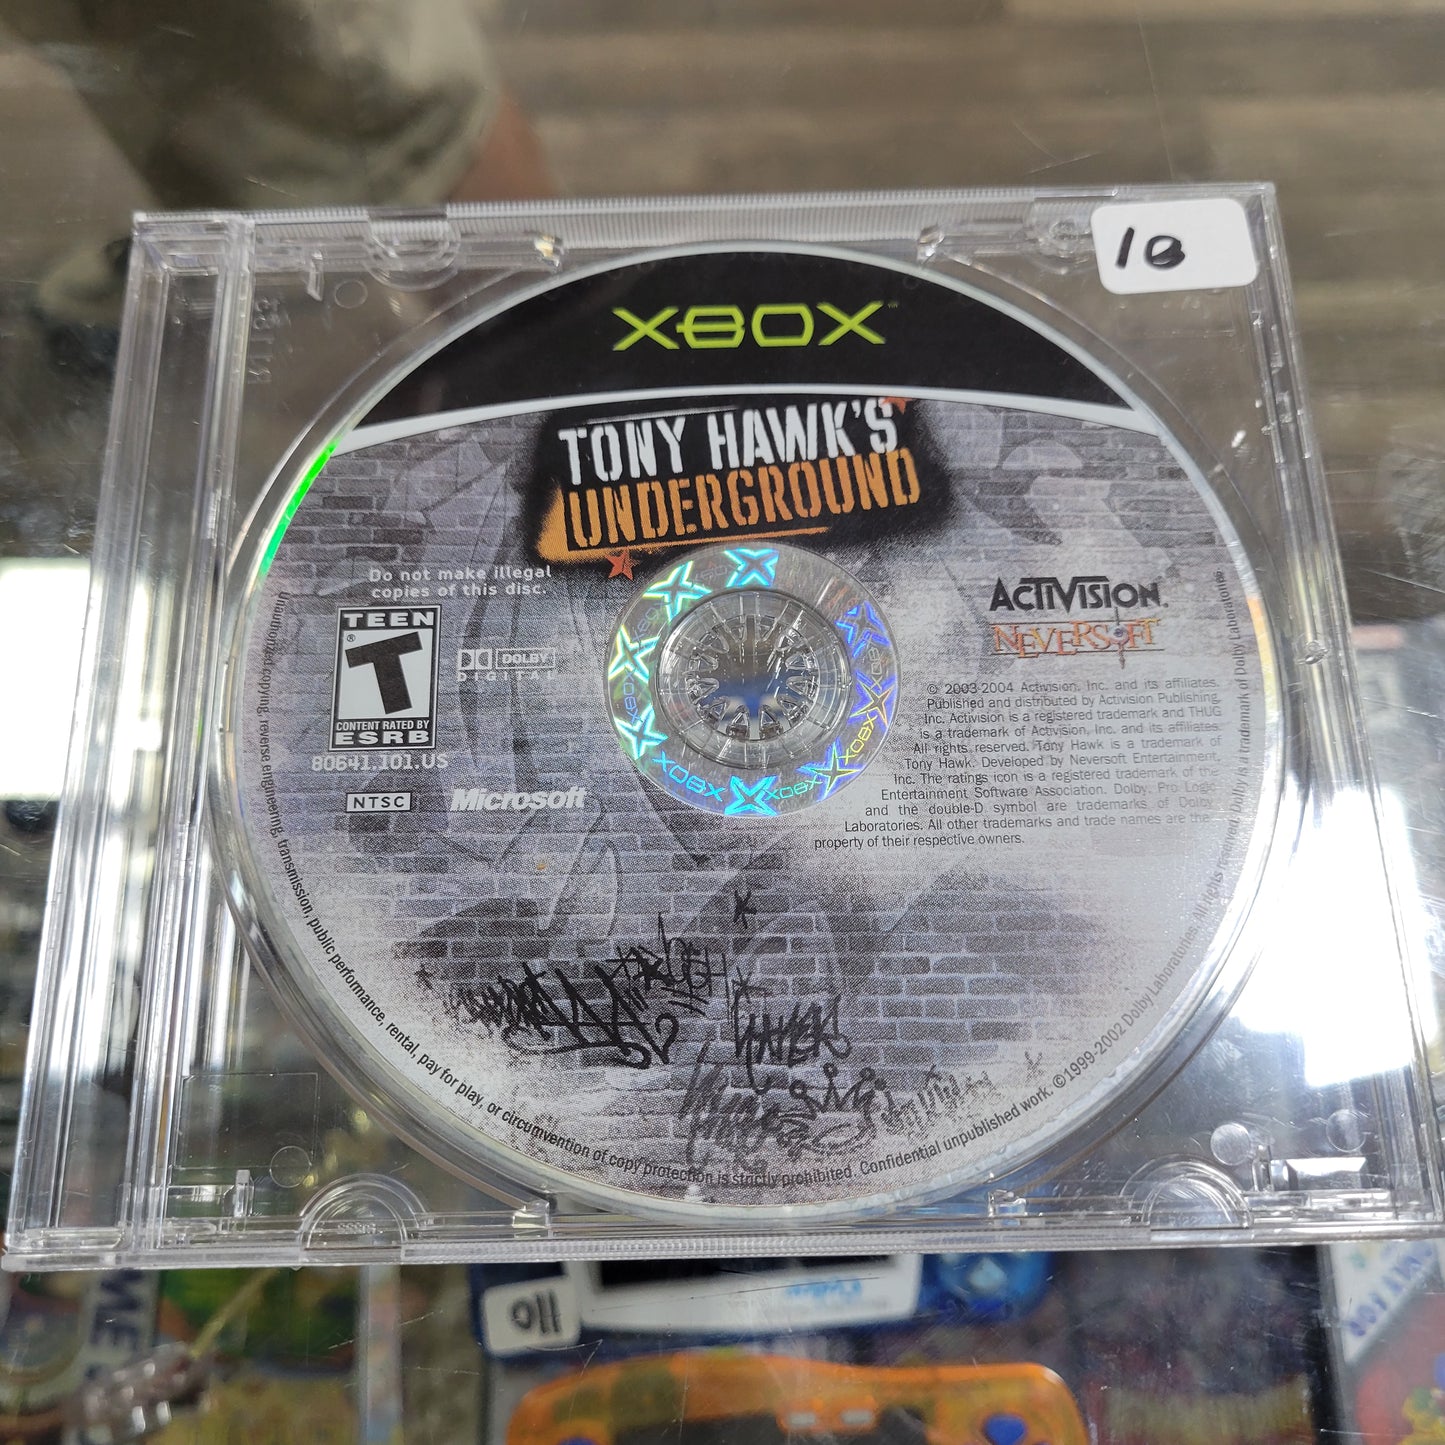 10
XBOX™
TONY HAWK'S
UNDERGROUND
Do not make illegal
copies of this disc.
TEEN
T
®
CONTENT RATED BY
ESRB
80641.101.US
DOLBY
DIGITAL
NTSC
Microsoft
ACTIVISION.
NEVERSOFT
© 2003-2004 Activision, Inc. and its affiliates.
Published and distributed by Activision Publishing,
Inc. Activision is a registered trademark and THUG
is a trademark of Activision, Inc. and its affiliates.
All rights reserved. Tony Hawk is a trademark of
Tony Hawk. Developed by Neversoft Entertainment,
Inc. The ratings icon is a registered trademark of the
Entertainment Software Association. Dolby, Pro Logic
and the double-D symbol are trademarks of Dolby
Laboratories. All other trademarks and trade names are the
property of their respective owners.
XBOX
XBOX
XBOX
XBOX
XBOX
Unauthorized copying, reverse engineering, transmission, public performance, rental, pay for play, or circumvention of copy protection is strictly prohibited. Confidential unpublished work. ©1999-2002 Dolby Laboratories. All rights reserved. Dolby is a trademark of Dolby Laboratories
110